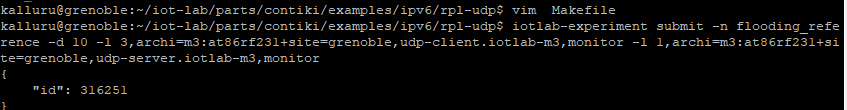 kalluru@grenoble:~/iot-lab/parts/contiki/examples/ipv6/rpl-udp$ vim  Makefile
kalluru@grenoble:~/iot-lab/parts/contiki/examples/ipv6/rpl-udp$ iotlab-experiment submit -n flooding_refe
rence -d 10 -l 3,archi=m3:at86rf231+site=grenoble,udp-client.iotlab-m3,monitor -l 1,archi=m3:at86rf231+si
te=grenoble,udp-server.iotlab-m3,monitor
{
    "id": 316251
}